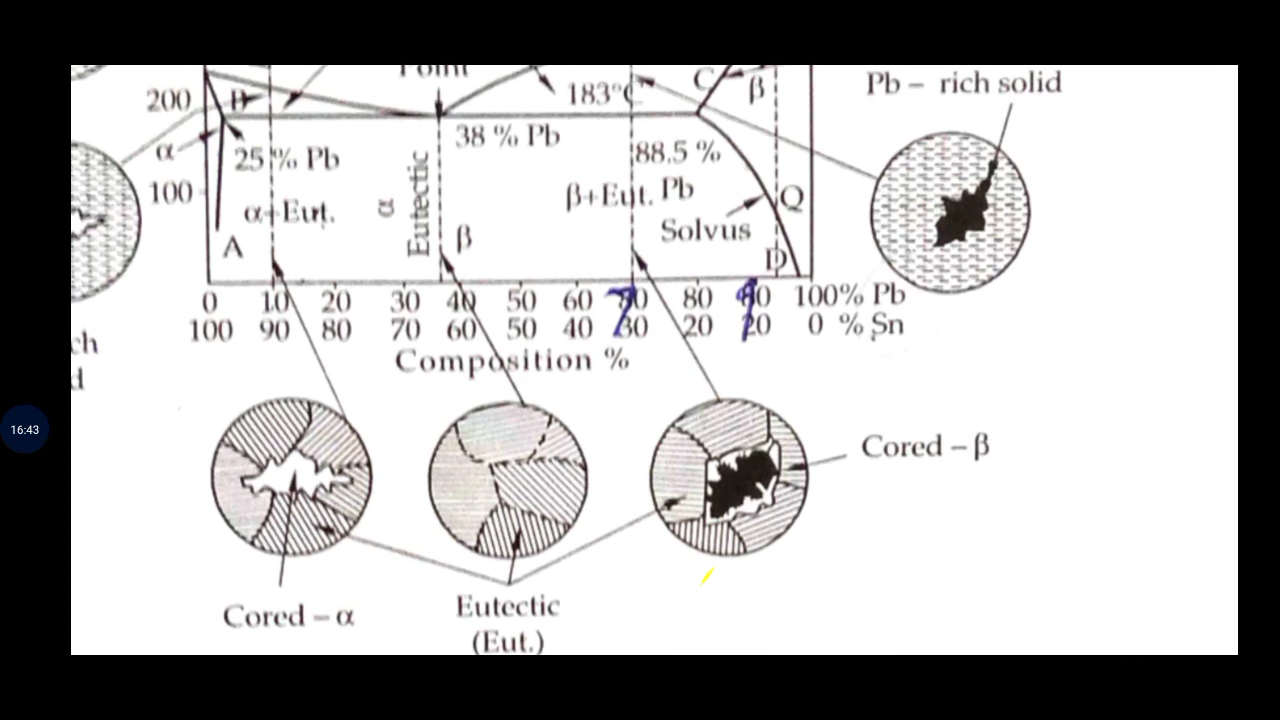 Point
200
B
183°C
C
β
Pb – rich solid
α
25 % Pb
38 % Pb
88.5 %
100
α+Eut.
α
Eutectic
β
β+Eut. Pb
Solvus
Q
A
D
0 10 20 30 40 50 60 70 80 90 100% Pb
100 90 80 70 60 50 40 30 20 20 0 % Sn
Composition %
ch
d
16:43
Cored – β
Cored – α
Eutectic
(Eut.)